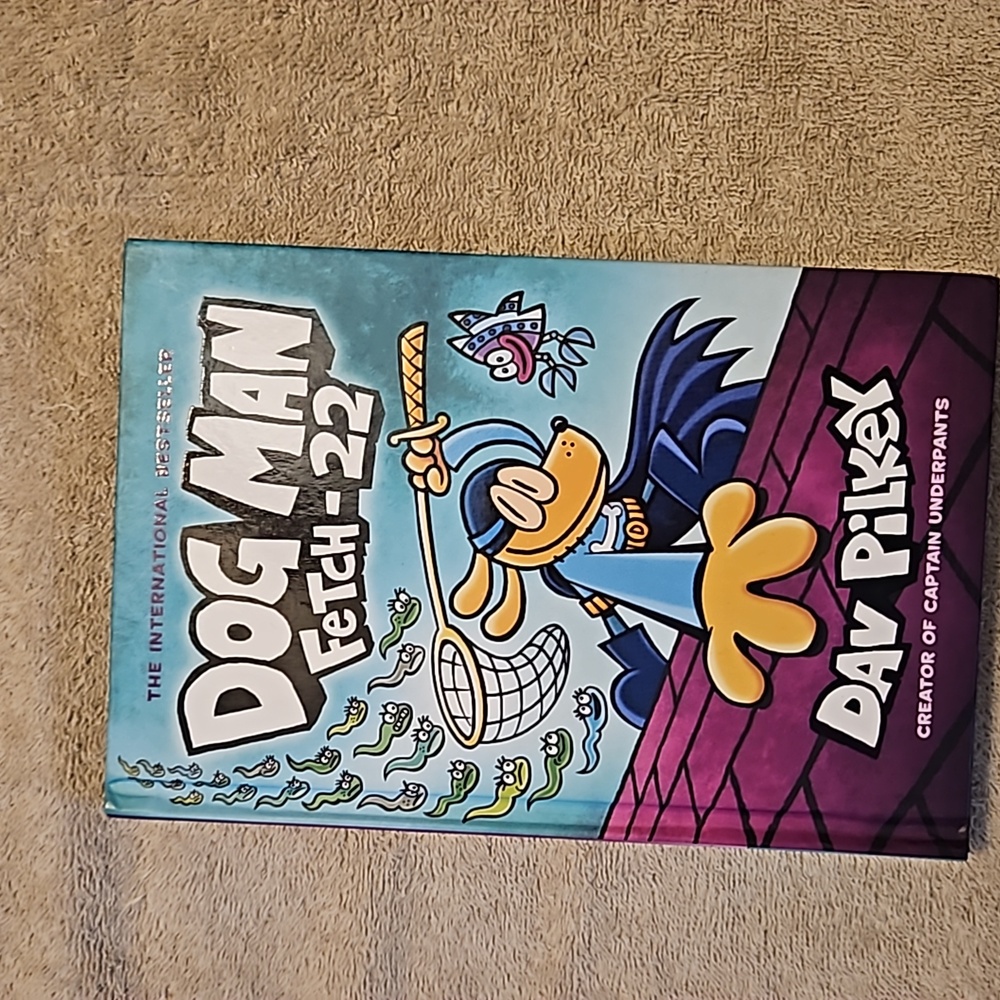 THE INTERNATIONAL BESTSELLER
DOG MAN
FETCH-22
DAV PILKEY
CREATOR OF CAPTAIN UNDERPANTS